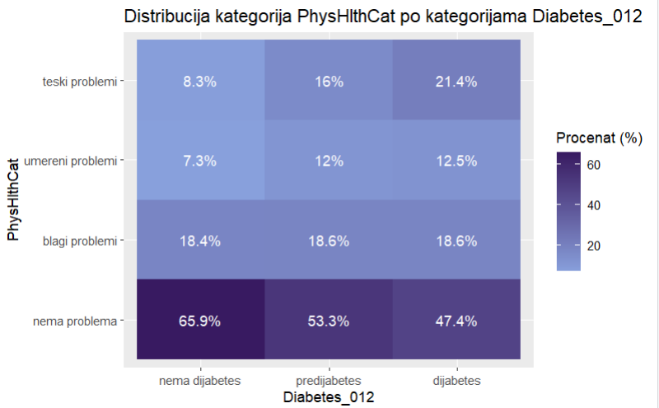 Distribucija kategorija PhysHlthCat po kategorijama Diabetes_012
teski problemi 8.3% 16% 21.4%
umereni problemi 7.3% 12% 12.5%
blagi problemi 18.4% 18.6% 18.6%
nema problema 65.9% 53.3% 47.4%
PhysHlthCat
nema dijabetes predijabetes dijabetes
Diabetes_012
Procenat (%)
60
40
20